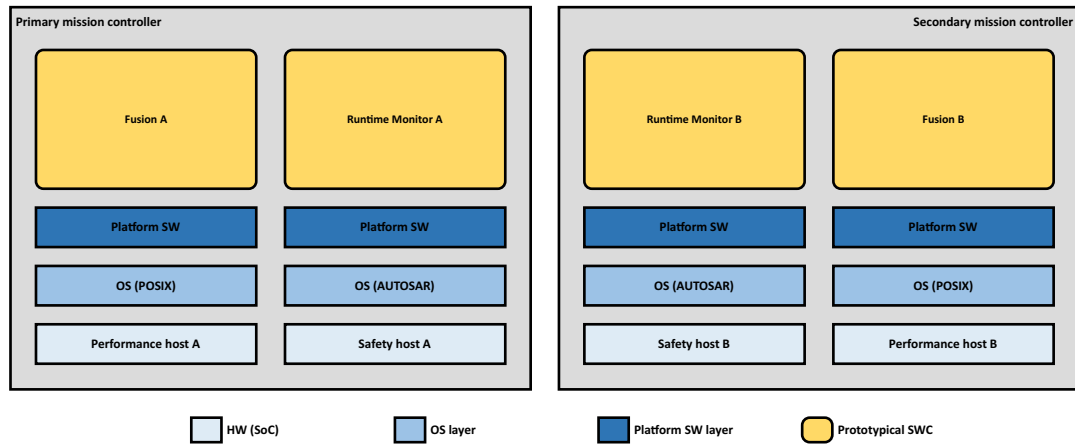 Primary mission controller
Secondary mission controller
Fusion A
Runtime Monitor A
Runtime Monitor B
Fusion B
Platform SW
Platform SW
Platform SW
Platform SW
OS (POSIX)
OS (AUTOSAR)
OS (AUTOSAR)
OS (POSIX)
Performance host A
Safety host A
Safety host B
Performance host B
HW (SoC)
OS layer
Platform SW layer
Prototypical SWC